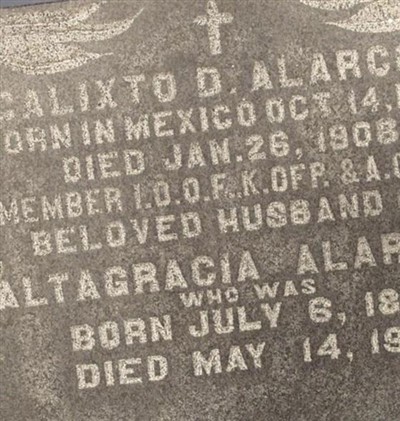 CALIXTO D. ALARC
BORN IN MEXICO OCT. 14, 1
DIED JAN. 26, 1908
MEMBER I.O.O.F. K.OF P. & A.O
BELOVED HUSBAND
ALTAGRACIA ALAR
WHO WAS
BORN JULY 6, 18
DIED MAY 14, 19